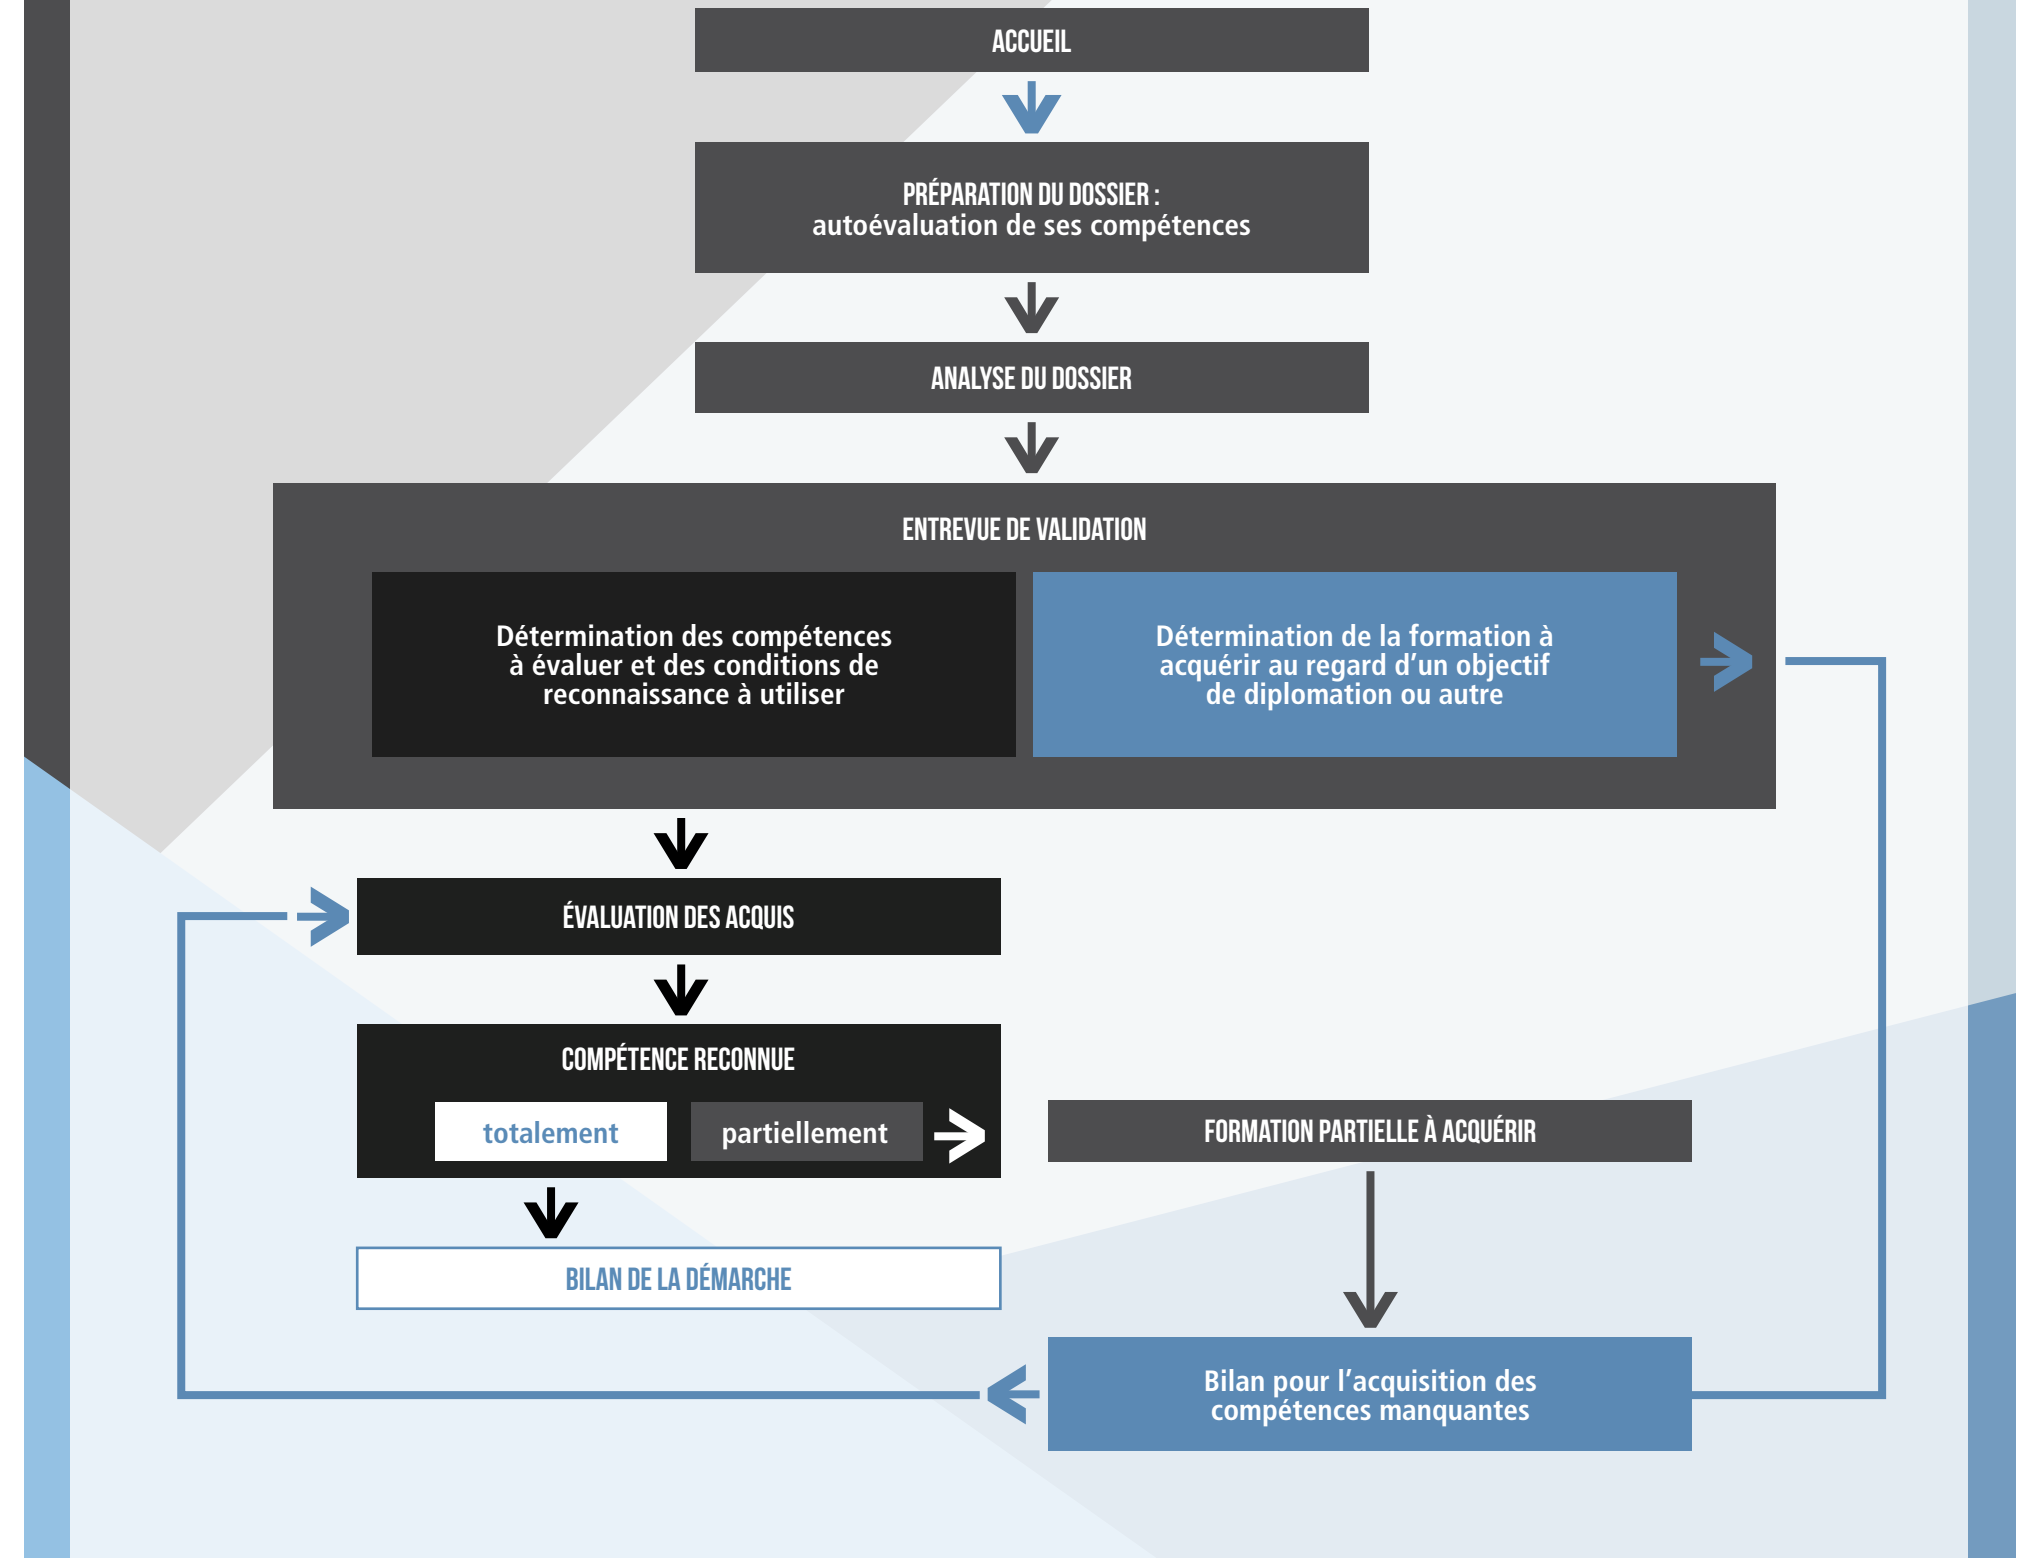 ACCUEIL
PRÉPARATION DU DOSSIER :
autoévaluation de ses compétences
ANALYSE DU DOSSIER
ENTREVUE DE VALIDATION
Détermination des compétences
à évaluer et des conditions de
reconnaissance à utiliser
Détermination de la formation à
acquérir au regard d’un objectif
de diplomation ou autre
ÉVALUATION DES ACQUIS
COMPÉTENCE RECONNUE
totalement
partiellement
FORMATION PARTIELLE À ACQUÉRIR
BILAN DE LA DÉMARCHE
Bilan pour l’acquisition des
compétences manquantes